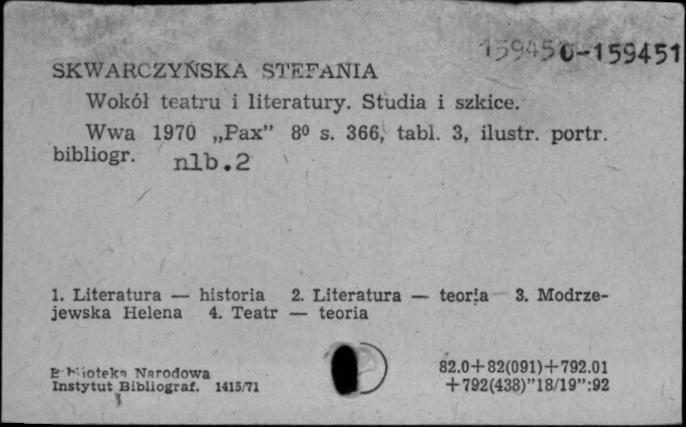 159450-159451
SKWARCZYŃSKA STEFANIA
Wokół teatru i literatury. Studia i szkice.
Wwa 1970 „Pax” 8⁰ s. 366, tabl. 3, ilustr. portr.
bibliogr. nlb.2
1. Literatura — historia 2. Literatura — teoria 3. Modrze-
jewska Helena 4. Teatr — teoria
Biblioteka Narodowa
Instytut Bibliograf. 1415/71
82.0+82(091)+792.01
+792(438)”18/19”:92